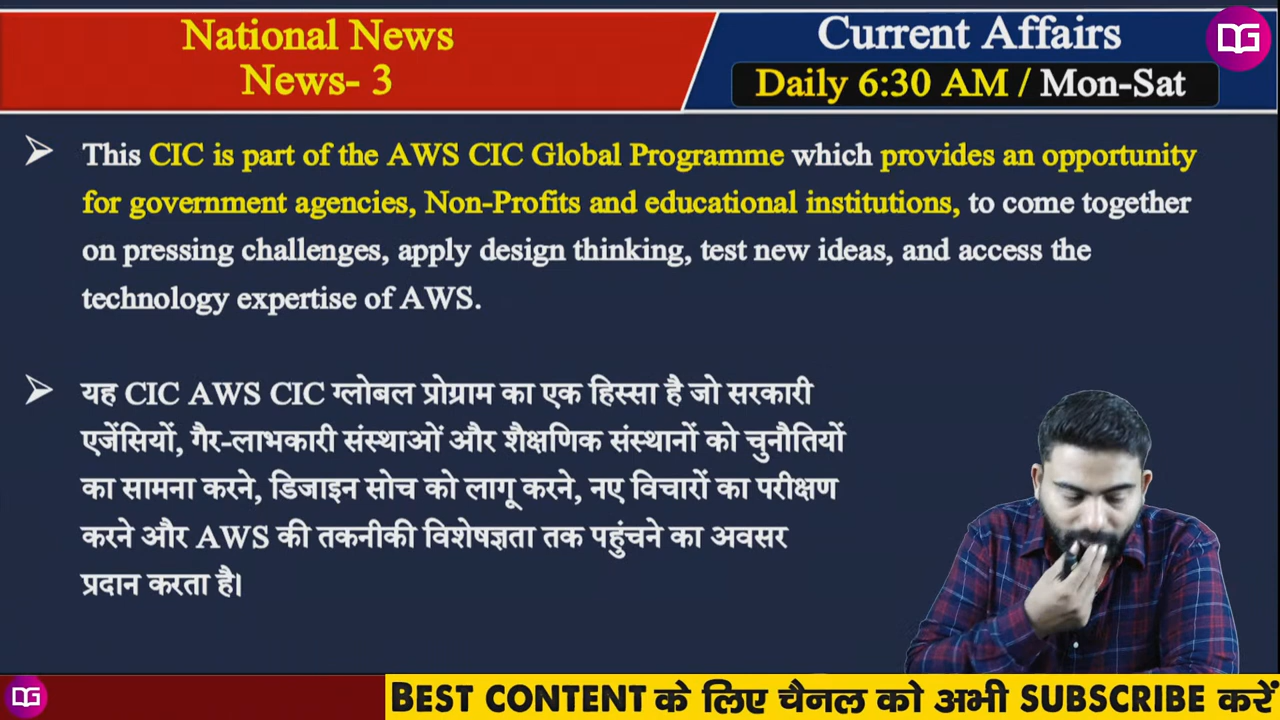 National News
News- 3
Current Affairs
Daily 6:30 AM / Mon-Sat
DG
This CIC is part of the AWS CIC Global Programme which provides an opportunity
for government agencies, Non-Profits and educational institutions, to come together
on pressing challenges, apply design thinking, test new ideas, and access the
technology expertise of AWS.
यह CIC AWS CIC ग्लोबल प्रोग्राम का एक हिस्सा है जो सरकारी
एजेंसियों, गैर-लाभकारी संस्थाओं और शैक्षणिक संस्थानों को चुनौतियों
का सामना करने, डिजाइन सोच को लागू करने, नए विचारों का परीक्षण
करने और AWS की तकनीकी विशेषज्ञता तक पहुंचने का अवसर
प्रदान करता है।
DG
BEST CONTENT के लिए चैनल को अभी SUBSCRIBE करें